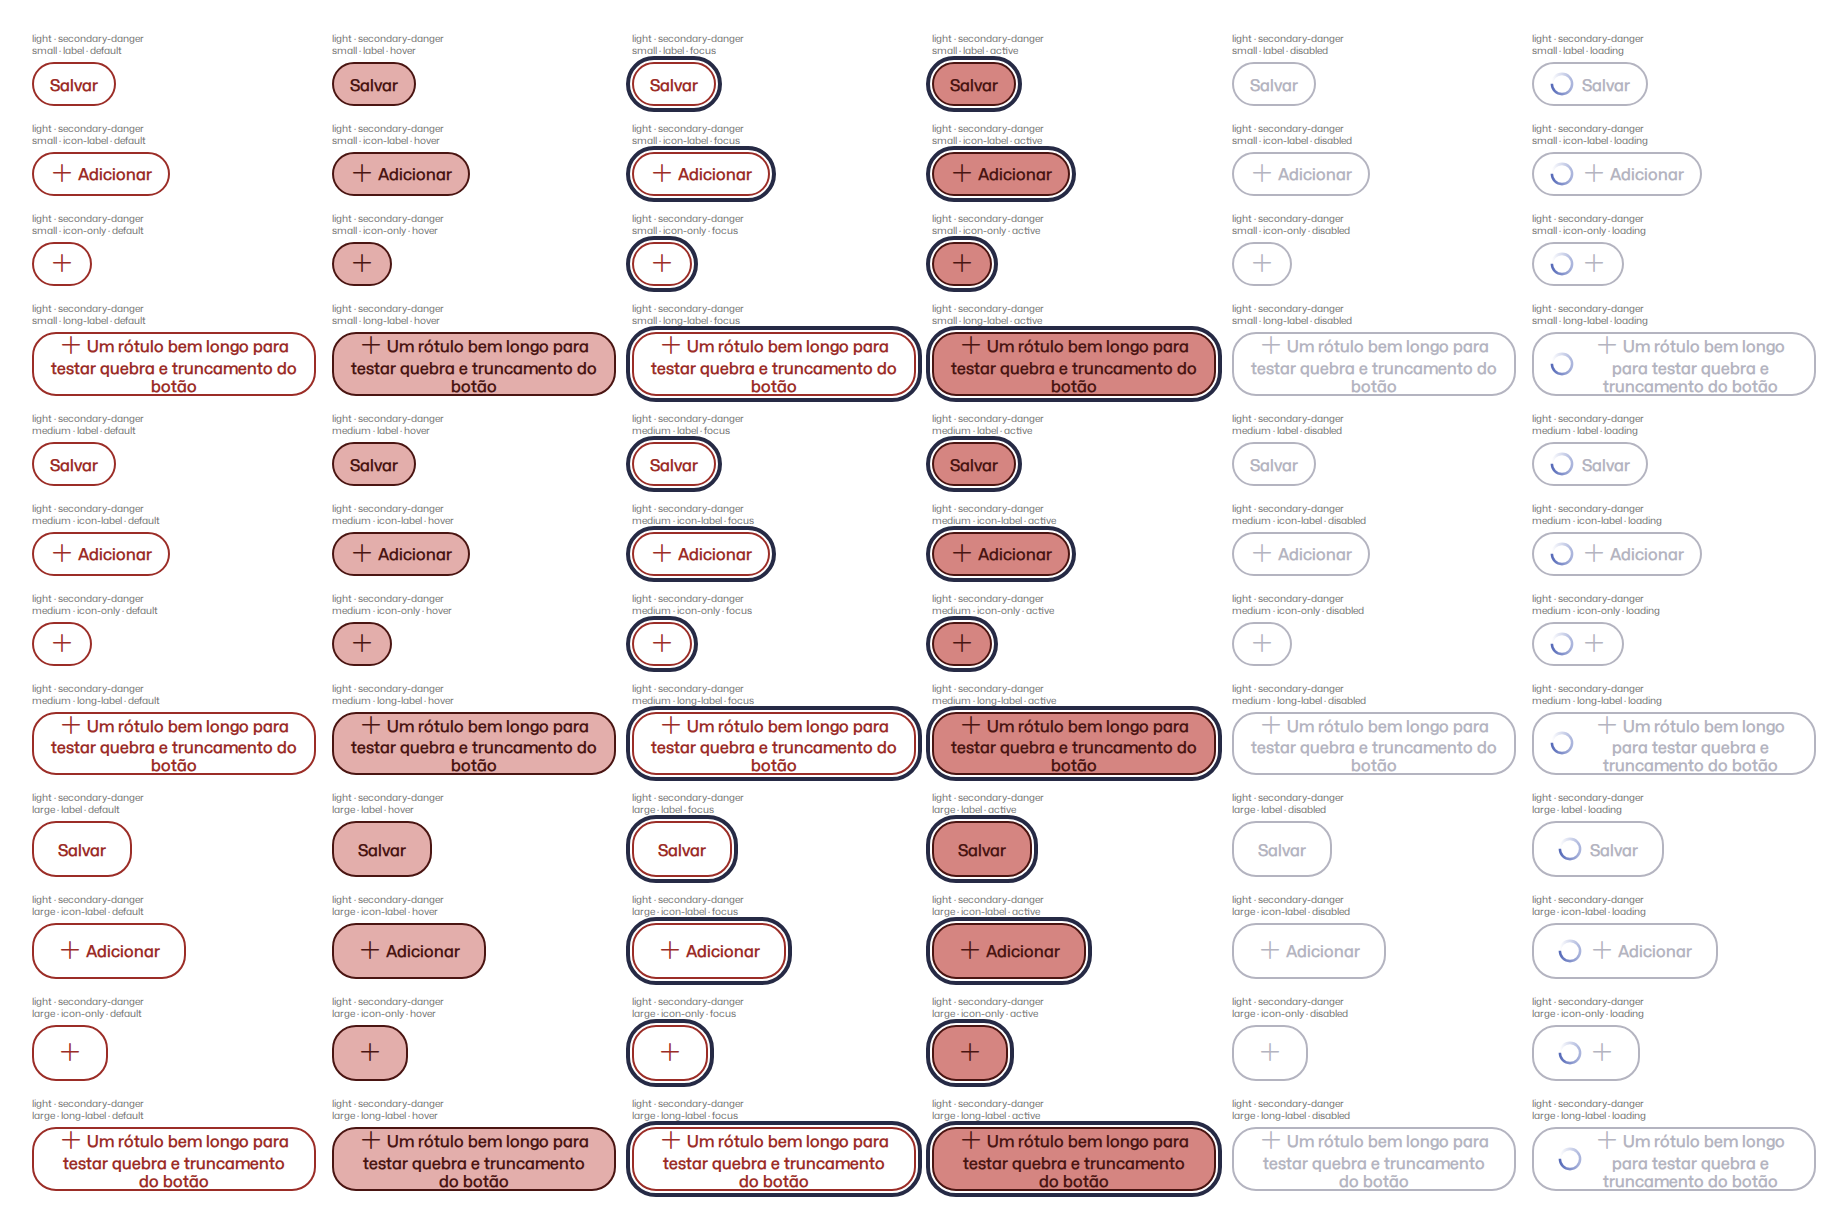 light · secondary-danger
small · label · default
Salvar
light · secondary-danger
small · label · hover
Salvar
light · secondary-danger
small · label · focus
Salvar
light · secondary-danger
small · label · active
Salvar
light · secondary-danger
small · label · disabled
Salvar
light · secondary-danger
small · label · loading
Salvar
light · secondary-danger
small · icon-label · default
Adicionar
light · secondary-danger
small · icon-label · hover
Adicionar
light · secondary-danger
small · icon-label · focus
Adicionar
light · secondary-danger
small · icon-label · active
Adicionar
light · secondary-danger
small · icon-label · disabled
Adicionar
light · secondary-danger
small · icon-label · loading
Adicionar
light · secondary-danger
small · icon-only · default
light · secondary-danger
small · icon-only · hover
light · secondary-danger
small · icon-only · focus
light · secondary-danger
small · icon-only · active
light · secondary-danger
small · icon-only · disabled
light · secondary-danger
small · icon-only · loading
light · secondary-danger
small · long-label · default
Um rótulo bem longo para
testar quebra e truncamento do
botão
light · secondary-danger
small · long-label · hover
Um rótulo bem longo para
testar quebra e truncamento do
botão
light · secondary-danger
small · long-label · focus
Um rótulo bem longo para
testar quebra e truncamento do
botão
light · secondary-danger
small · long-label · active
Um rótulo bem longo para
testar quebra e truncamento do
botão
light · secondary-danger
small · long-label · disabled
Um rótulo bem longo para
testar quebra e truncamento do
botão
light · secondary-danger
small · long-label · loading
Um rótulo bem longo
para testar quebra e
truncamento do botão
light · secondary-danger
medium · label · default
Salvar
light · secondary-danger
medium · label · hover
Salvar
light · secondary-danger
medium · label · focus
Salvar
light · secondary-danger
medium · label · active
Salvar
light · secondary-danger
medium · label · disabled
Salvar
light · secondary-danger
medium · label · loading
Salvar
light · secondary-danger
medium · icon-label · default
Adicionar
light · secondary-danger
medium · icon-label · hover
Adicionar
light · secondary-danger
medium · icon-label · focus
Adicionar
light · secondary-danger
medium · icon-label · active
Adicionar
light · secondary-danger
medium · icon-label · disabled
Adicionar
light · secondary-danger
medium · icon-label · loading
Adicionar
light · secondary-danger
medium · icon-only · default
light · secondary-danger
medium · icon-only · hover
light · secondary-danger
medium · icon-only · focus
light · secondary-danger
medium · icon-only · active
light · secondary-danger
medium · icon-only · disabled
light · secondary-danger
medium · icon-only · loading
light · secondary-danger
medium · long-label · default
Um rótulo bem longo para
testar quebra e truncamento do
botão
light · secondary-danger
medium · long-label · hover
Um rótulo bem longo para
testar quebra e truncamento do
botão
light · secondary-danger
medium · long-label · focus
Um rótulo bem longo para
testar quebra e truncamento do
botão
light · secondary-danger
medium · long-label · active
Um rótulo bem longo para
testar quebra e truncamento do
botão
light · secondary-danger
medium · long-label · disabled
Um rótulo bem longo para
testar quebra e truncamento do
botão
light · secondary-danger
medium · long-label · loading
Um rótulo bem longo
para testar quebra e
truncamento do botão
light · secondary-danger
large · label · default
Salvar
light · secondary-danger
large · label · hover
Salvar
light · secondary-danger
large · label · focus
Salvar
light · secondary-danger
large · label · active
Salvar
light · secondary-danger
large · label · disabled
Salvar
light · secondary-danger
large · label · loading
Salvar
light · secondary-danger
large · icon-label · default
Adicionar
light · secondary-danger
large · icon-label · hover
Adicionar
light · secondary-danger
large · icon-label · focus
Adicionar
light · secondary-danger
large · icon-label · active
Adicionar
light · secondary-danger
large · icon-label · disabled
Adicionar
light · secondary-danger
large · icon-label · loading
Adicionar
light · secondary-danger
large · icon-only · default
light · secondary-danger
large · icon-only · hover
light · secondary-danger
large · icon-only · focus
light · secondary-danger
large · icon-only · active
light · secondary-danger
large · icon-only · disabled
light · secondary-danger
large · icon-only · loading
light · secondary-danger
large · long-label · default
Um rótulo bem longo para
testar quebra e truncamento
do botão
light · secondary-danger
large · long-label · hover
Um rótulo bem longo para
testar quebra e truncamento
do botão
light · secondary-danger
large · long-label · focus
Um rótulo bem longo para
testar quebra e truncamento
do botão
light · secondary-danger
large · long-label · active
Um rótulo bem longo para
testar quebra e truncamento
do botão
light · secondary-danger
large · long-label · disabled
Um rótulo bem longo para
testar quebra e truncamento
do botão
light · secondary-danger
large · long-label · loading
Um rótulo bem longo
para testar quebra e
truncamento do botão